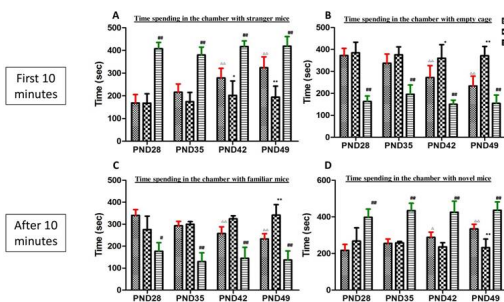 A
Time spending in the chamber with stranger mice
B
Time spending in the chamber with empty cage
First 10
minutes
Time (sec)
500
400
300
200
100
0
##
##
△△
*
##
△△
**
##
PND28
PND35
PND42
PND49
Time (sec)
500
400
300
200
100
0
##
##
△△
*
##
△△
**
##
PND28
PND35
PND42
PND49
C
Time spending in the chamber with familiar mice
D
Time spending in the chamber with novel mice
After 10
minutes
Time (sec)
500
400
300
200
100
0
#
##
△△
##
△△
**
##
PND28
PND35
PND42
PND49
Time (sec)
600
400
200
0
##
##
△
##
△△
**
##
PND28
PND35
PND42
PND49